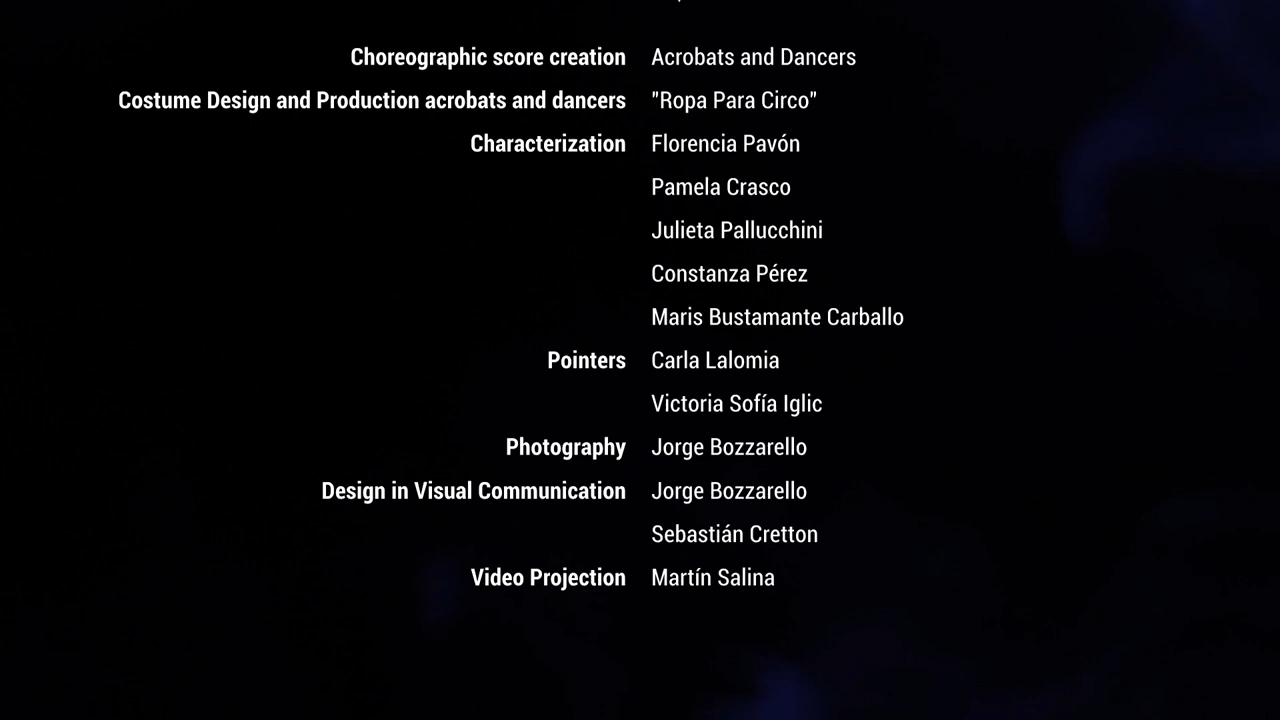 Choreographic score creation Acrobats and Dancers
Costume Design and Production acrobats and dancers "Ropa Para Circo"
Characterization Florencia Pavón
Pamela Crasco
Julieta Pallucchini
Constanza Pérez
Maris Bustamante Carballo
Pointers Carla Lalomia
Victoria Sofía Iglic
Photography Jorge Bozzarello
Design in Visual Communication Jorge Bozzarello
Sebastián Cretton
Video Projection Martín Salina